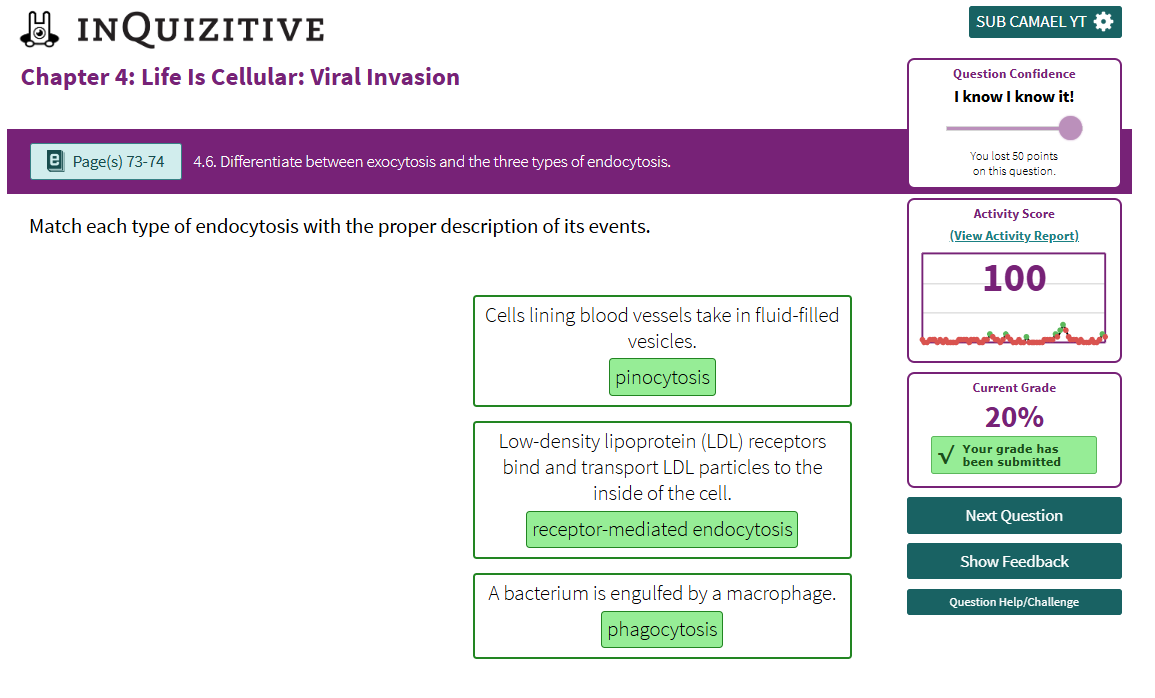 INQUIZITIVE
SUB CAMAEL YT
Chapter 4: Life Is Cellular: Viral Invasion
Question Confidence
I know I know it!
You lost 50 points
on this question.
e Page(s) 73-74
4.6. Differentiate between exocytosis and the three types of endocytosis.
Match each type of endocytosis with the proper description of its events.
Cells lining blood vessels take in fluid-filled
vesicles.
pinocytosis
Low-density lipoprotein (LDL) receptors
bind and transport LDL particles to the
inside of the cell.
receptor-mediated endocytosis
A bacterium is engulfed by a macrophage.
phagocytosis
Activity Score
(View Activity Report)
100
Current Grade
20%
√ Your grade has
been submitted
Next Question
Show Feedback
Question Help/Challenge